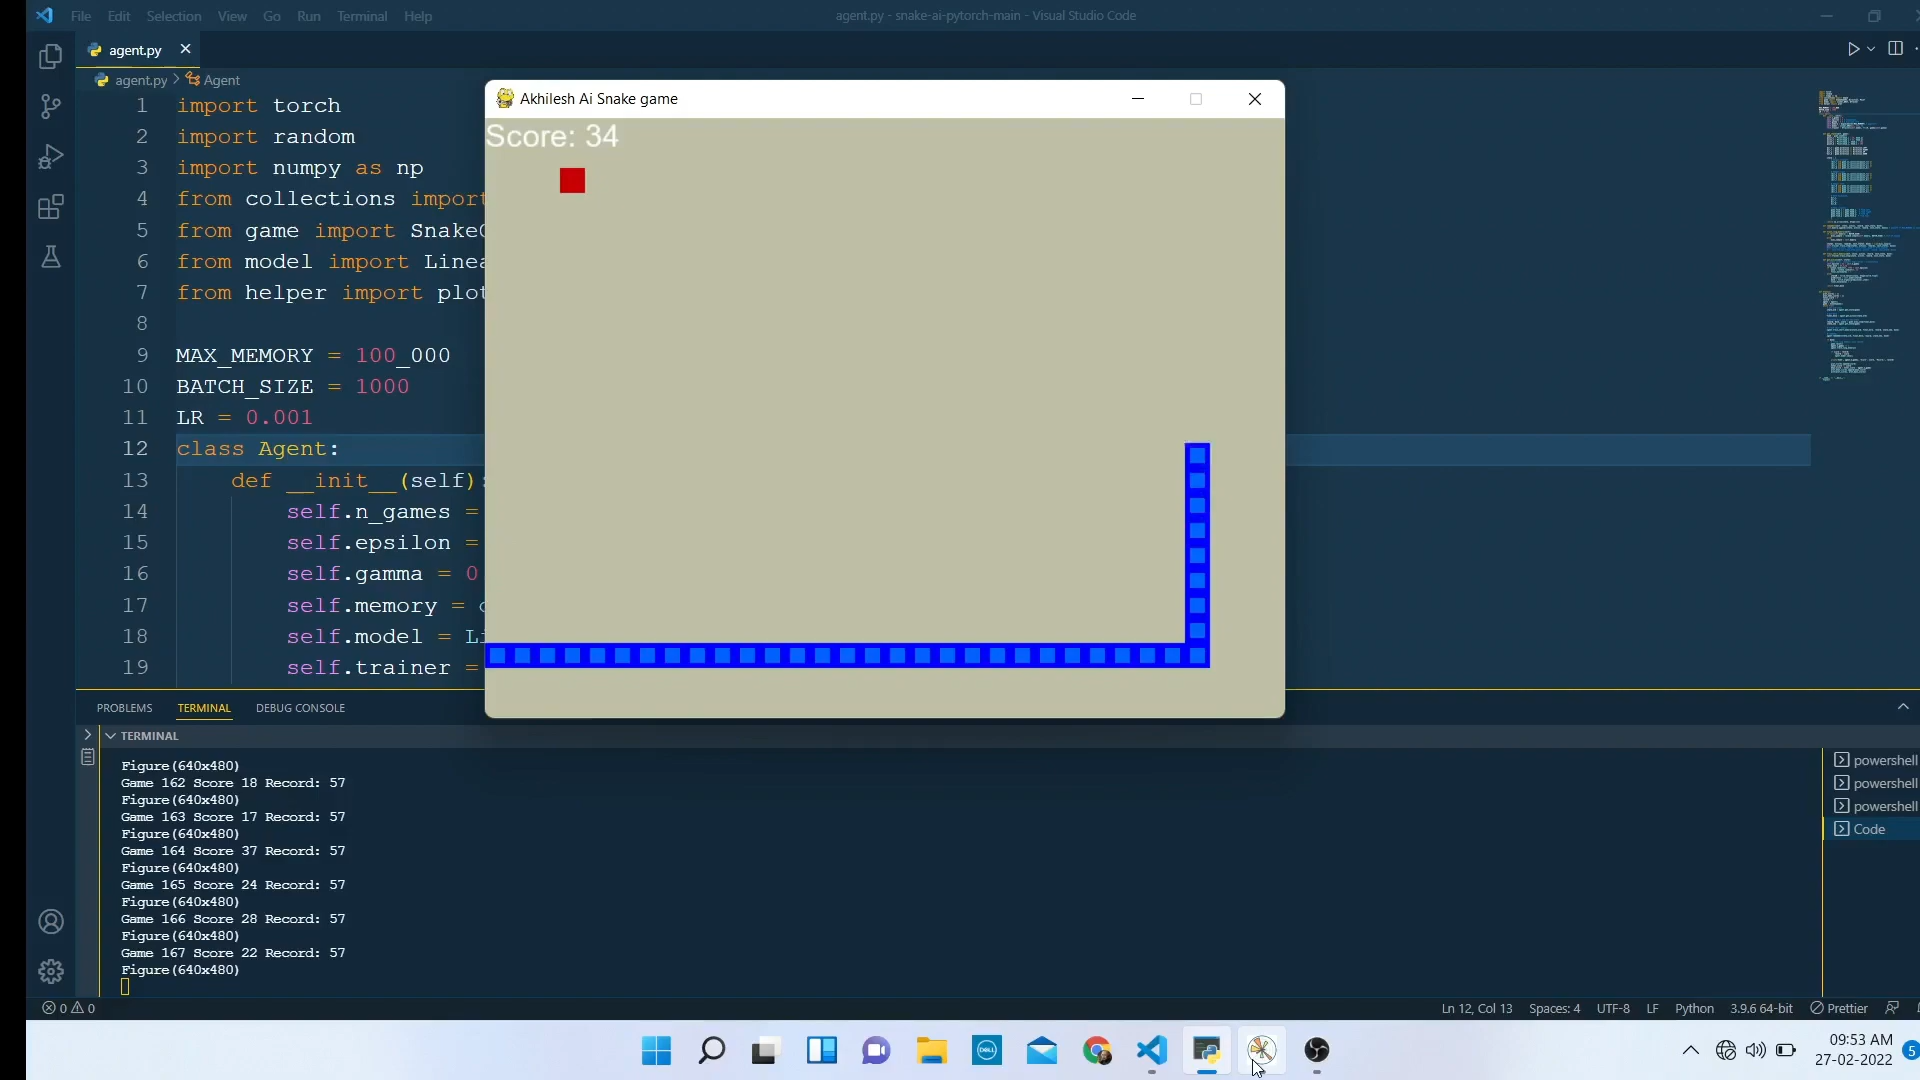 File Edit Selection View Go Run Terminal Help
agent.py - snake-ai-pytorch-main - Visual Studio Code
agent.py
agent.py > Agent
1 import torch
2 import random
3 import numpy as np
4 from collections import
5 from game import SnakeG
6 from model import Linea
7 from helper import plot
8
9 MAX_MEMORY = 100_000
10 BATCH_SIZE = 1000
11 LR = 0.001
12 class Agent:
13 def __init__(self):
14 self.n_games =
15 self.epsilon =
16 self.gamma = 0
17 self.memory = d
18 self.model = Li
19 self.trainer =
Akhilesh Ai Snake game
Score: 34
PROBLEMS TERMINAL DEBUG CONSOLE
TERMINAL
Figure(640x480)
Game 162 Score 18 Record: 57
Figure(640x480)
Game 163 Score 17 Record: 57
Figure(640x480)
Game 164 Score 37 Record: 57
Figure(640x480)
Game 165 Score 24 Record: 57
Figure(640x480)
Game 166 Score 28 Record: 57
Figure(640x480)
Game 167 Score 22 Record: 57
Figure(640x480)
powershell
powershell
powershell
Code
0 0
Ln 12, Col 13 Spaces: 4 UTF-8 LF Python 3.9.6 64-bit Prettier
DELL
09:53 AM
27-02-2022
5